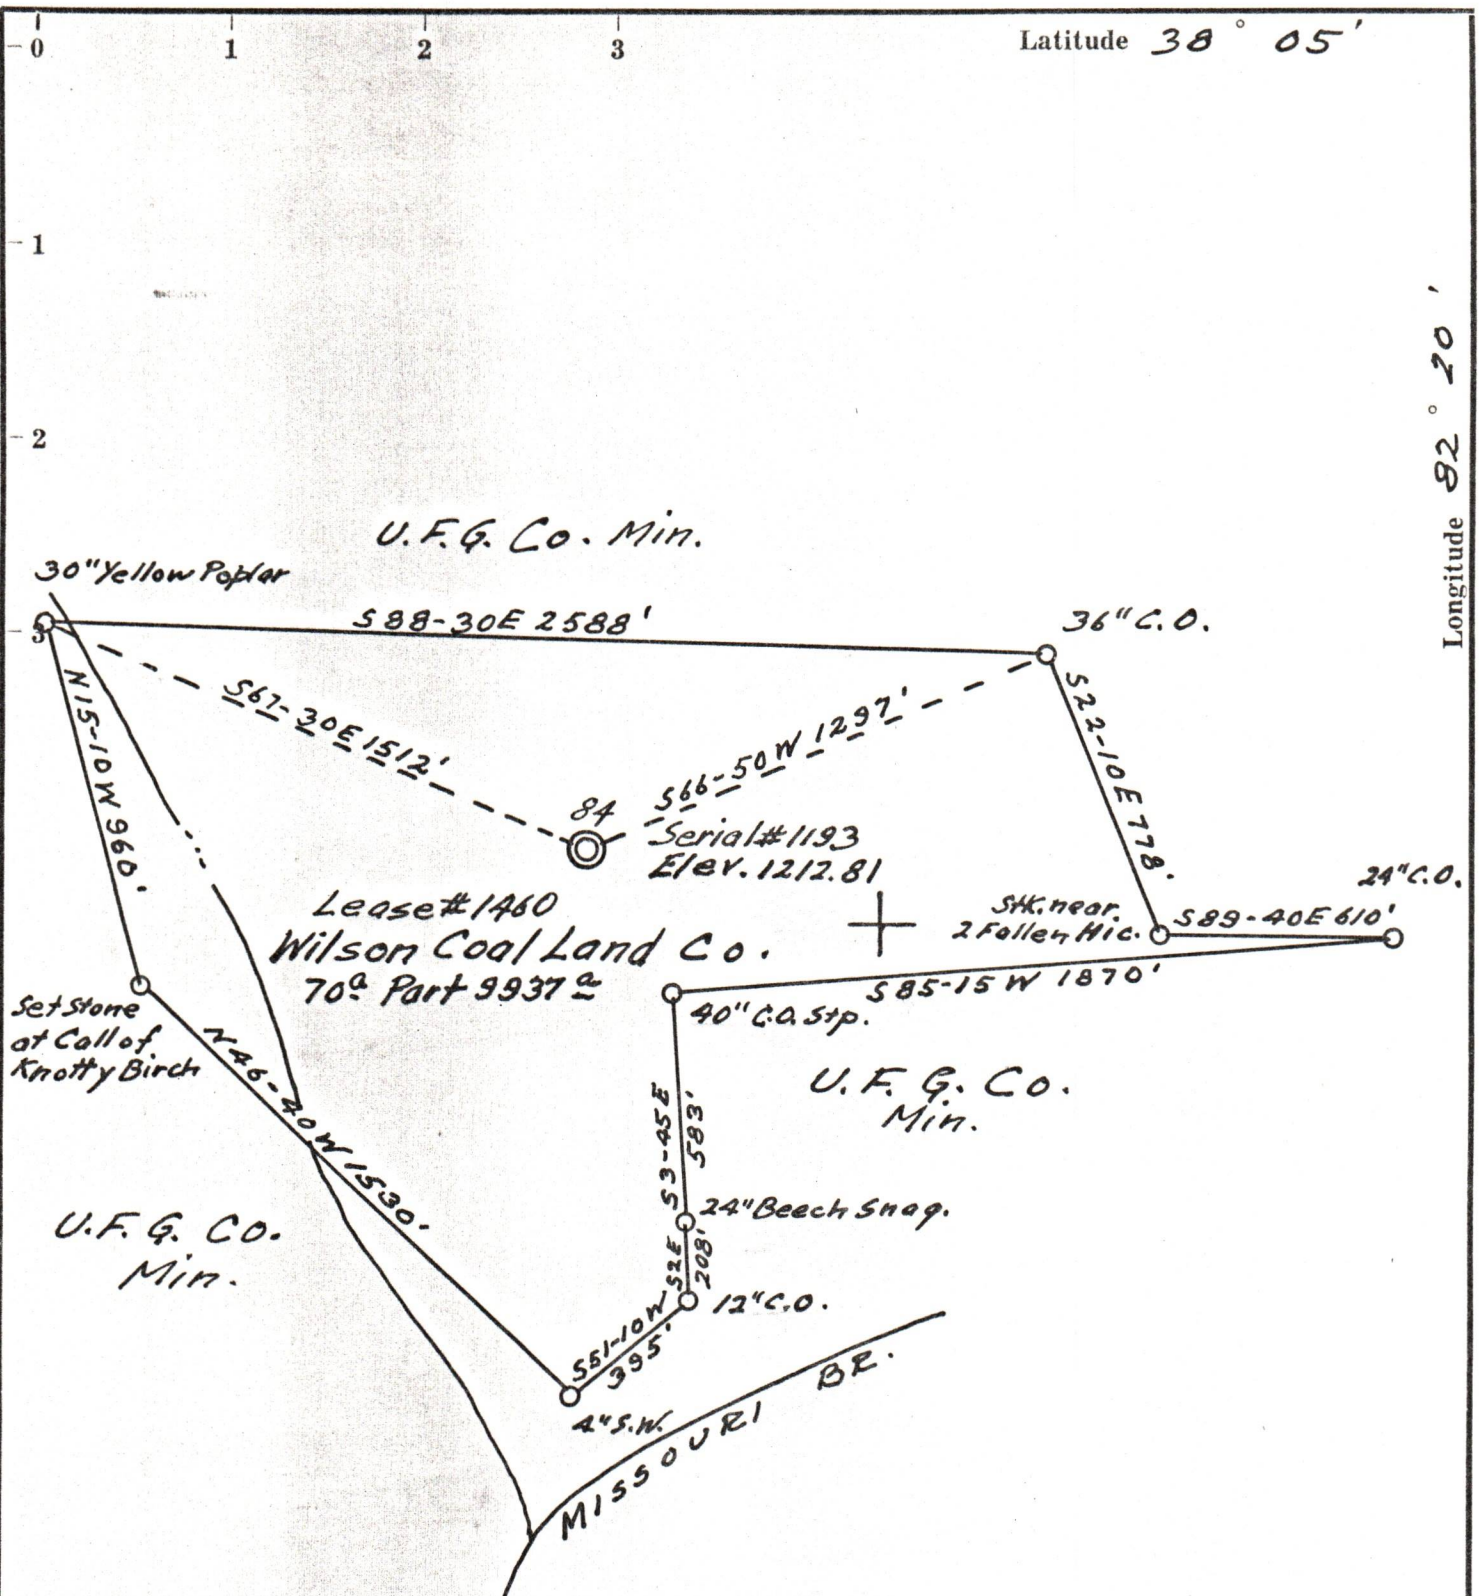 0 1 2 3 Latitude 38° 05'
1
2
3
Longitude 82° 20'
U.F.G. Co. Min.
30" Yellow Poplar
S88-30E 2588'
36" C.O.
N15-10W 960'
S67-30E 1512'
S66-50W 1297'
S22-10E 778'
84
Serial #1193
Elev. 1212.81
24" C.O.
Lease #1460
Stk. near
2 Fallen Hic.
S89-40E 610'
Wilson Coal Land Co.
70a Part 9937a
S85-15W 1870'
Set Stone
at Call of
Knotty Birch
40" C.O. Stp.
N46-40W 1530'
U.F.G. Co.
Min.
S3-45E
583'
24" Beech Snag.
U.F.G. Co.
Min.
S2E
208'
12" C.O.
S51-10W
395'
4" S.W.
MISSOURI BR.